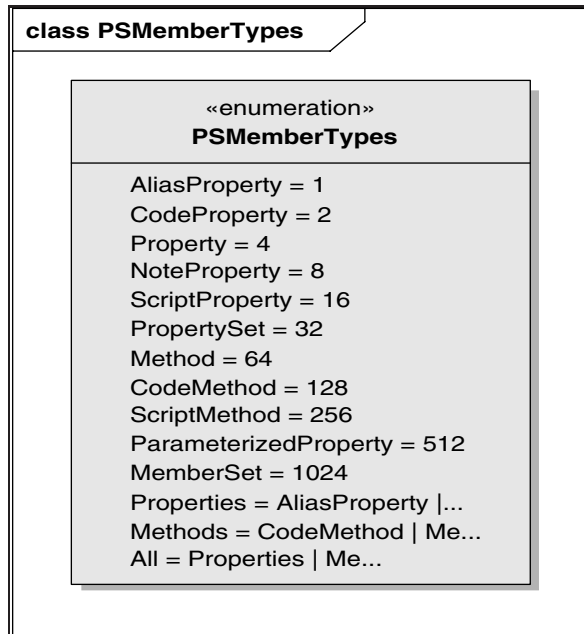 class PSMemberTypes
«enumeration»
PSMemberTypes
AliasProperty = 1
CodeProperty = 2
Property = 4
NoteProperty = 8
ScriptProperty = 16
PropertySet = 32
Method = 64
CodeMethod = 128
ScriptMethod = 256
ParameterizedProperty = 512
MemberSet = 1024
Properties = AliasProperty |...
Methods = CodeMethod | Me...
All = Properties | Me...